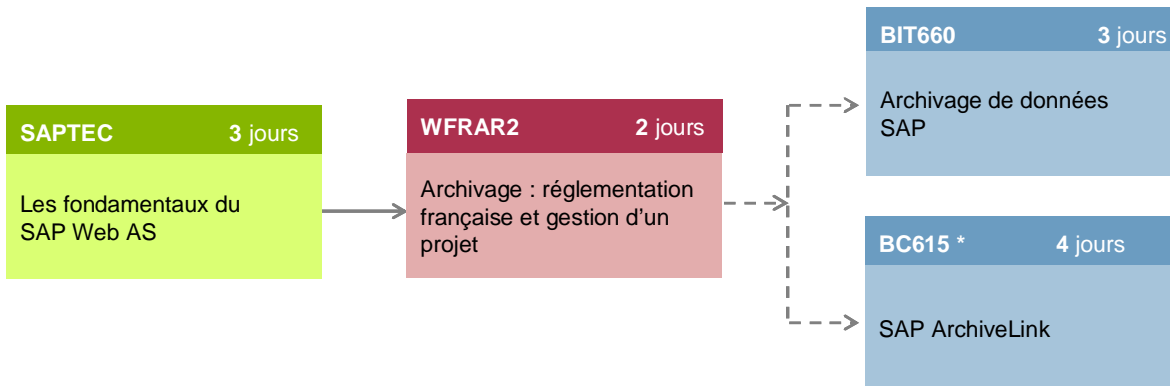 SAPTEC 3 jours
Les fondamentaux du
SAP Web AS
WFRAR2 2 jours
Archivage : réglementation
française et gestion d’un
projet
BIT660 3 jours
Archivage de données
SAP
BC615 * 4 jours
SAP ArchiveLink